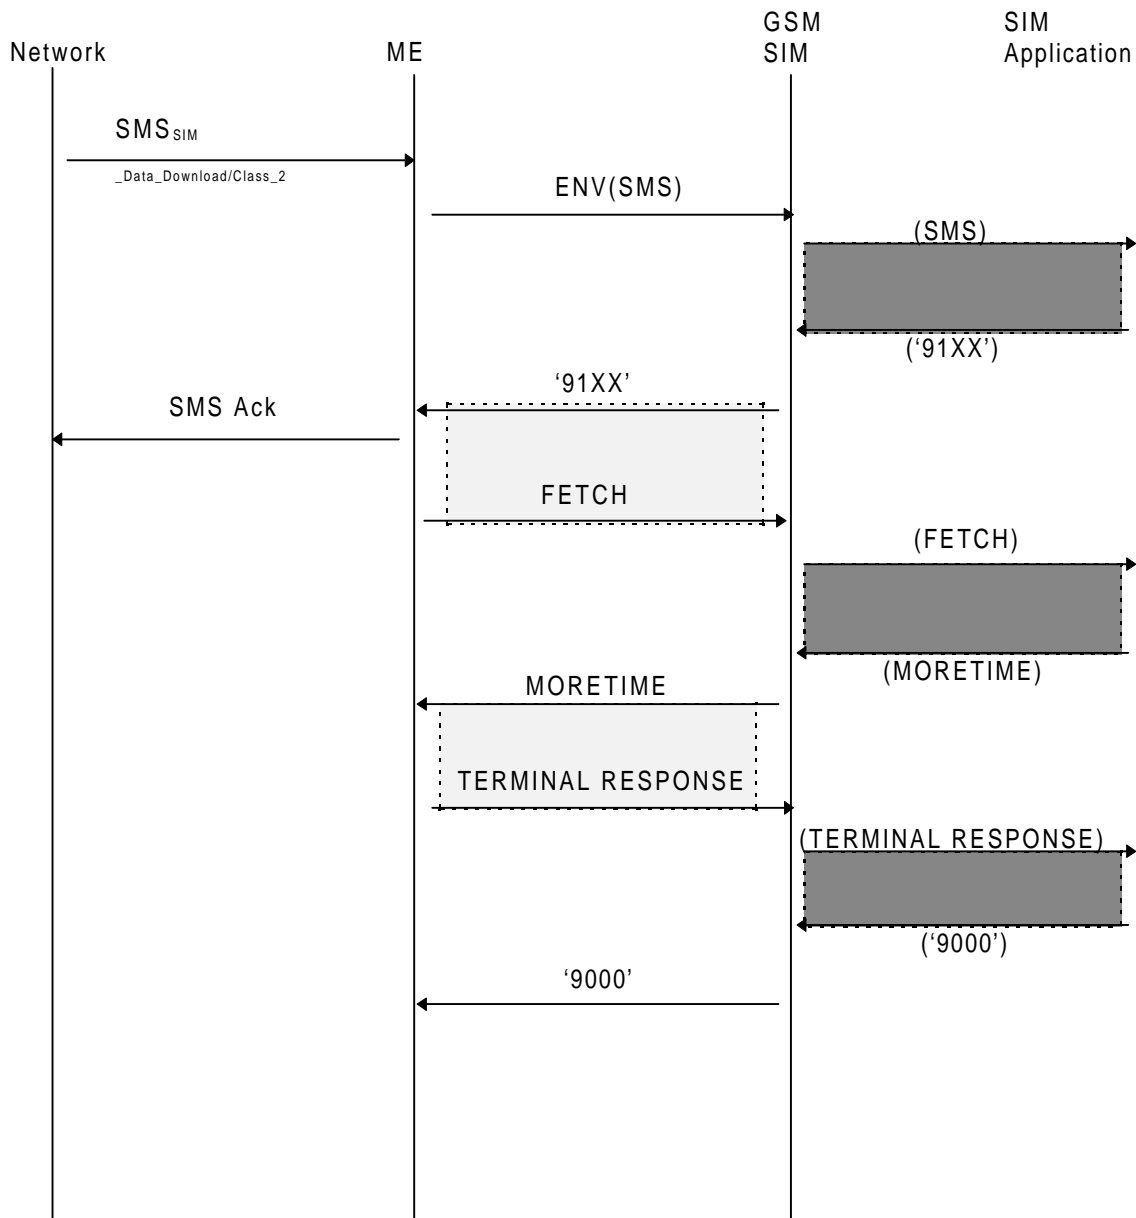 Network
ME
GSM
SIM
SIM
Application
SMS SIM
_Data_Download/Class_2
ENV(SMS)
(SMS)
(‘91XX’)
‘91XX’
SMS Ack
FETCH
(FETCH)
(MORETIME)
MORETIME
TERMINAL RESPONSE
(TERMINAL RESPONSE)
(‘9000’)
‘9000’